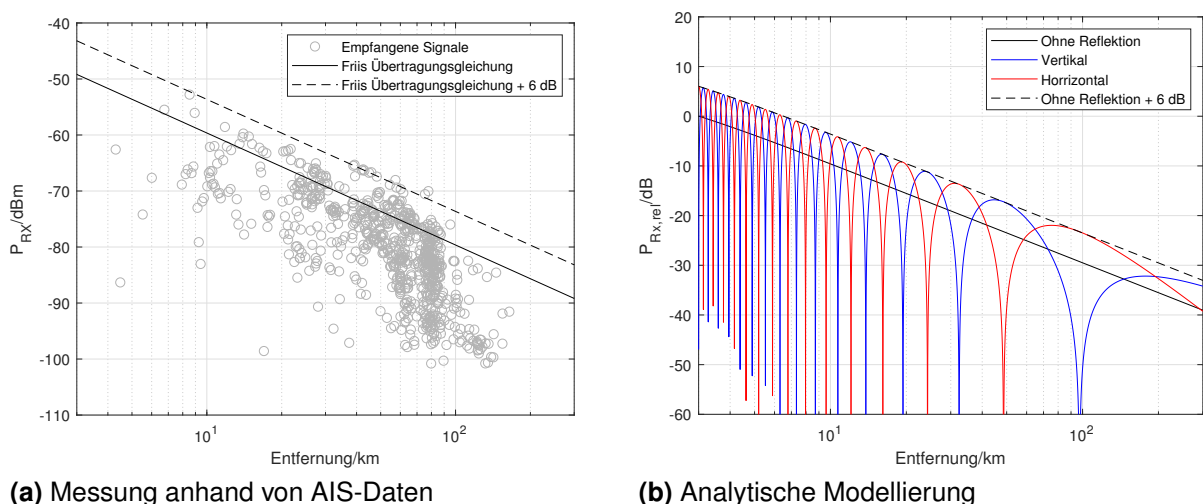 -40
-50
-60
-70
-80
-90
-100
-110
P_RX/dBm
10^1
10^2
Entfernung/km
Empfangene Signale
Friis Übertragungsgleichung
Friis Übertragungsgleichung + 6 dB
(a) Messung anhand von AIS-Daten
20
10
0
-10
-20
-30
-40
-50
-60
P_Rx,rel/dB
10^1
10^2
Entfernung/km
Ohne Reflektion
Vertikal
Horrizontal
Ohne Reflektion + 6 dB
(b) Analytische Modellierung